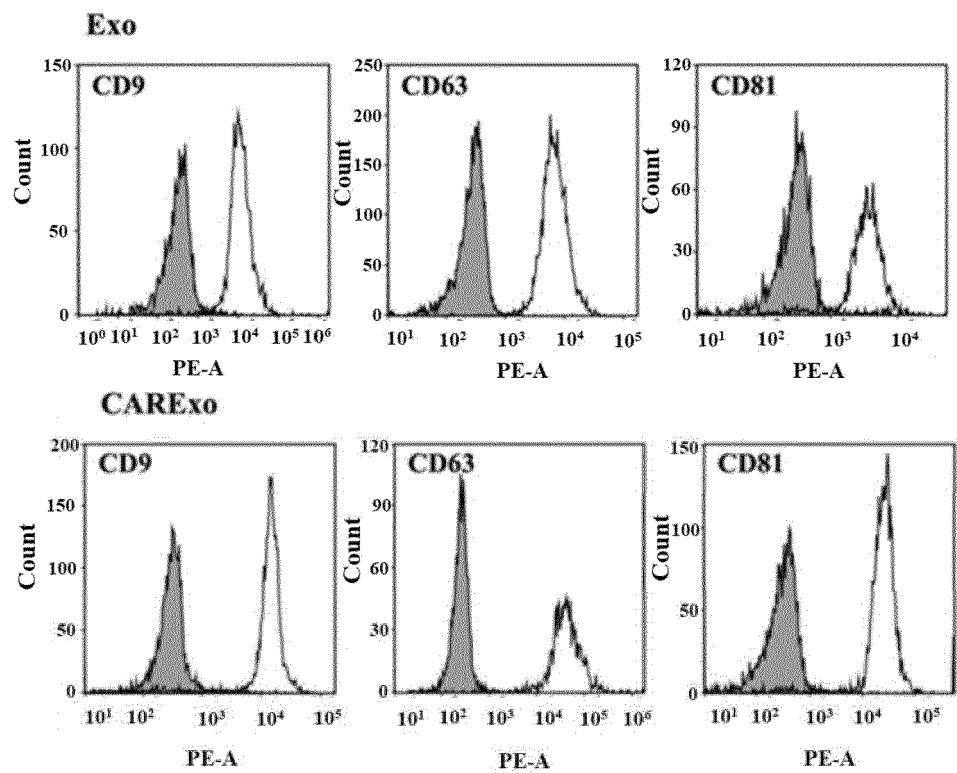 Exo
150 250 120
CD9 CD63 CD81
200
100 90
150
Count Count Count
60
100
50
50 30
0 0 0
10⁰ 10¹ 10² 10³ 10⁴ 10⁵ 10⁶ 10¹ 10² 10³ 10⁴ 10⁵ 10¹ 10² 10³ 10⁴
PE-A PE-A PE-A
CARExo
200 120 150
CD9 CD63 CD81
150 90
100
Count Count Count
100 60
50 30 50
0 0 0
10¹ 10² 10³ 10⁴ 10⁵ 10¹ 10² 10³ 10⁴ 10⁵ 10⁶ 10¹ 10² 10³ 10⁴ 10⁵
PE-A PE-A PE-A